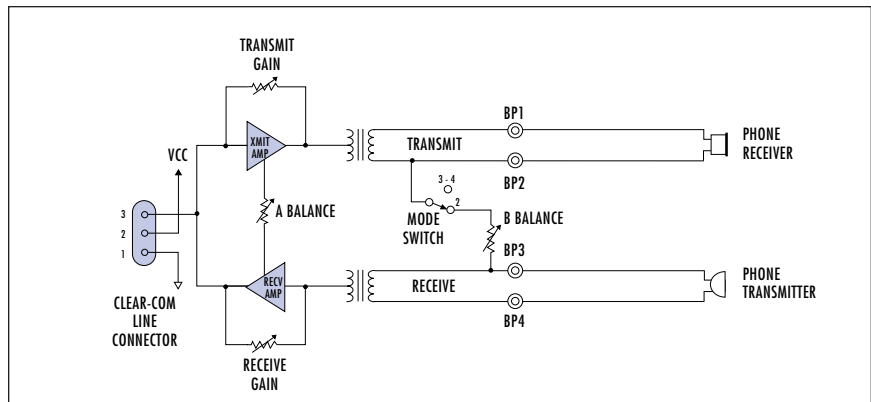 TRANSMIT
GAIN
XMIT
AMP
VCC
3
2
1
A BALANCE
CLEAR-COM
LINE
CONNECTOR
RECV
AMP
RECEIVE
GAIN
TRANSMIT
BP1
BP2
3 - 4
2
MODE
SWITCH
B BALANCE
BP3
RECEIVE
BP4
PHONE
RECEIVER
PHONE
TRANSMITTER